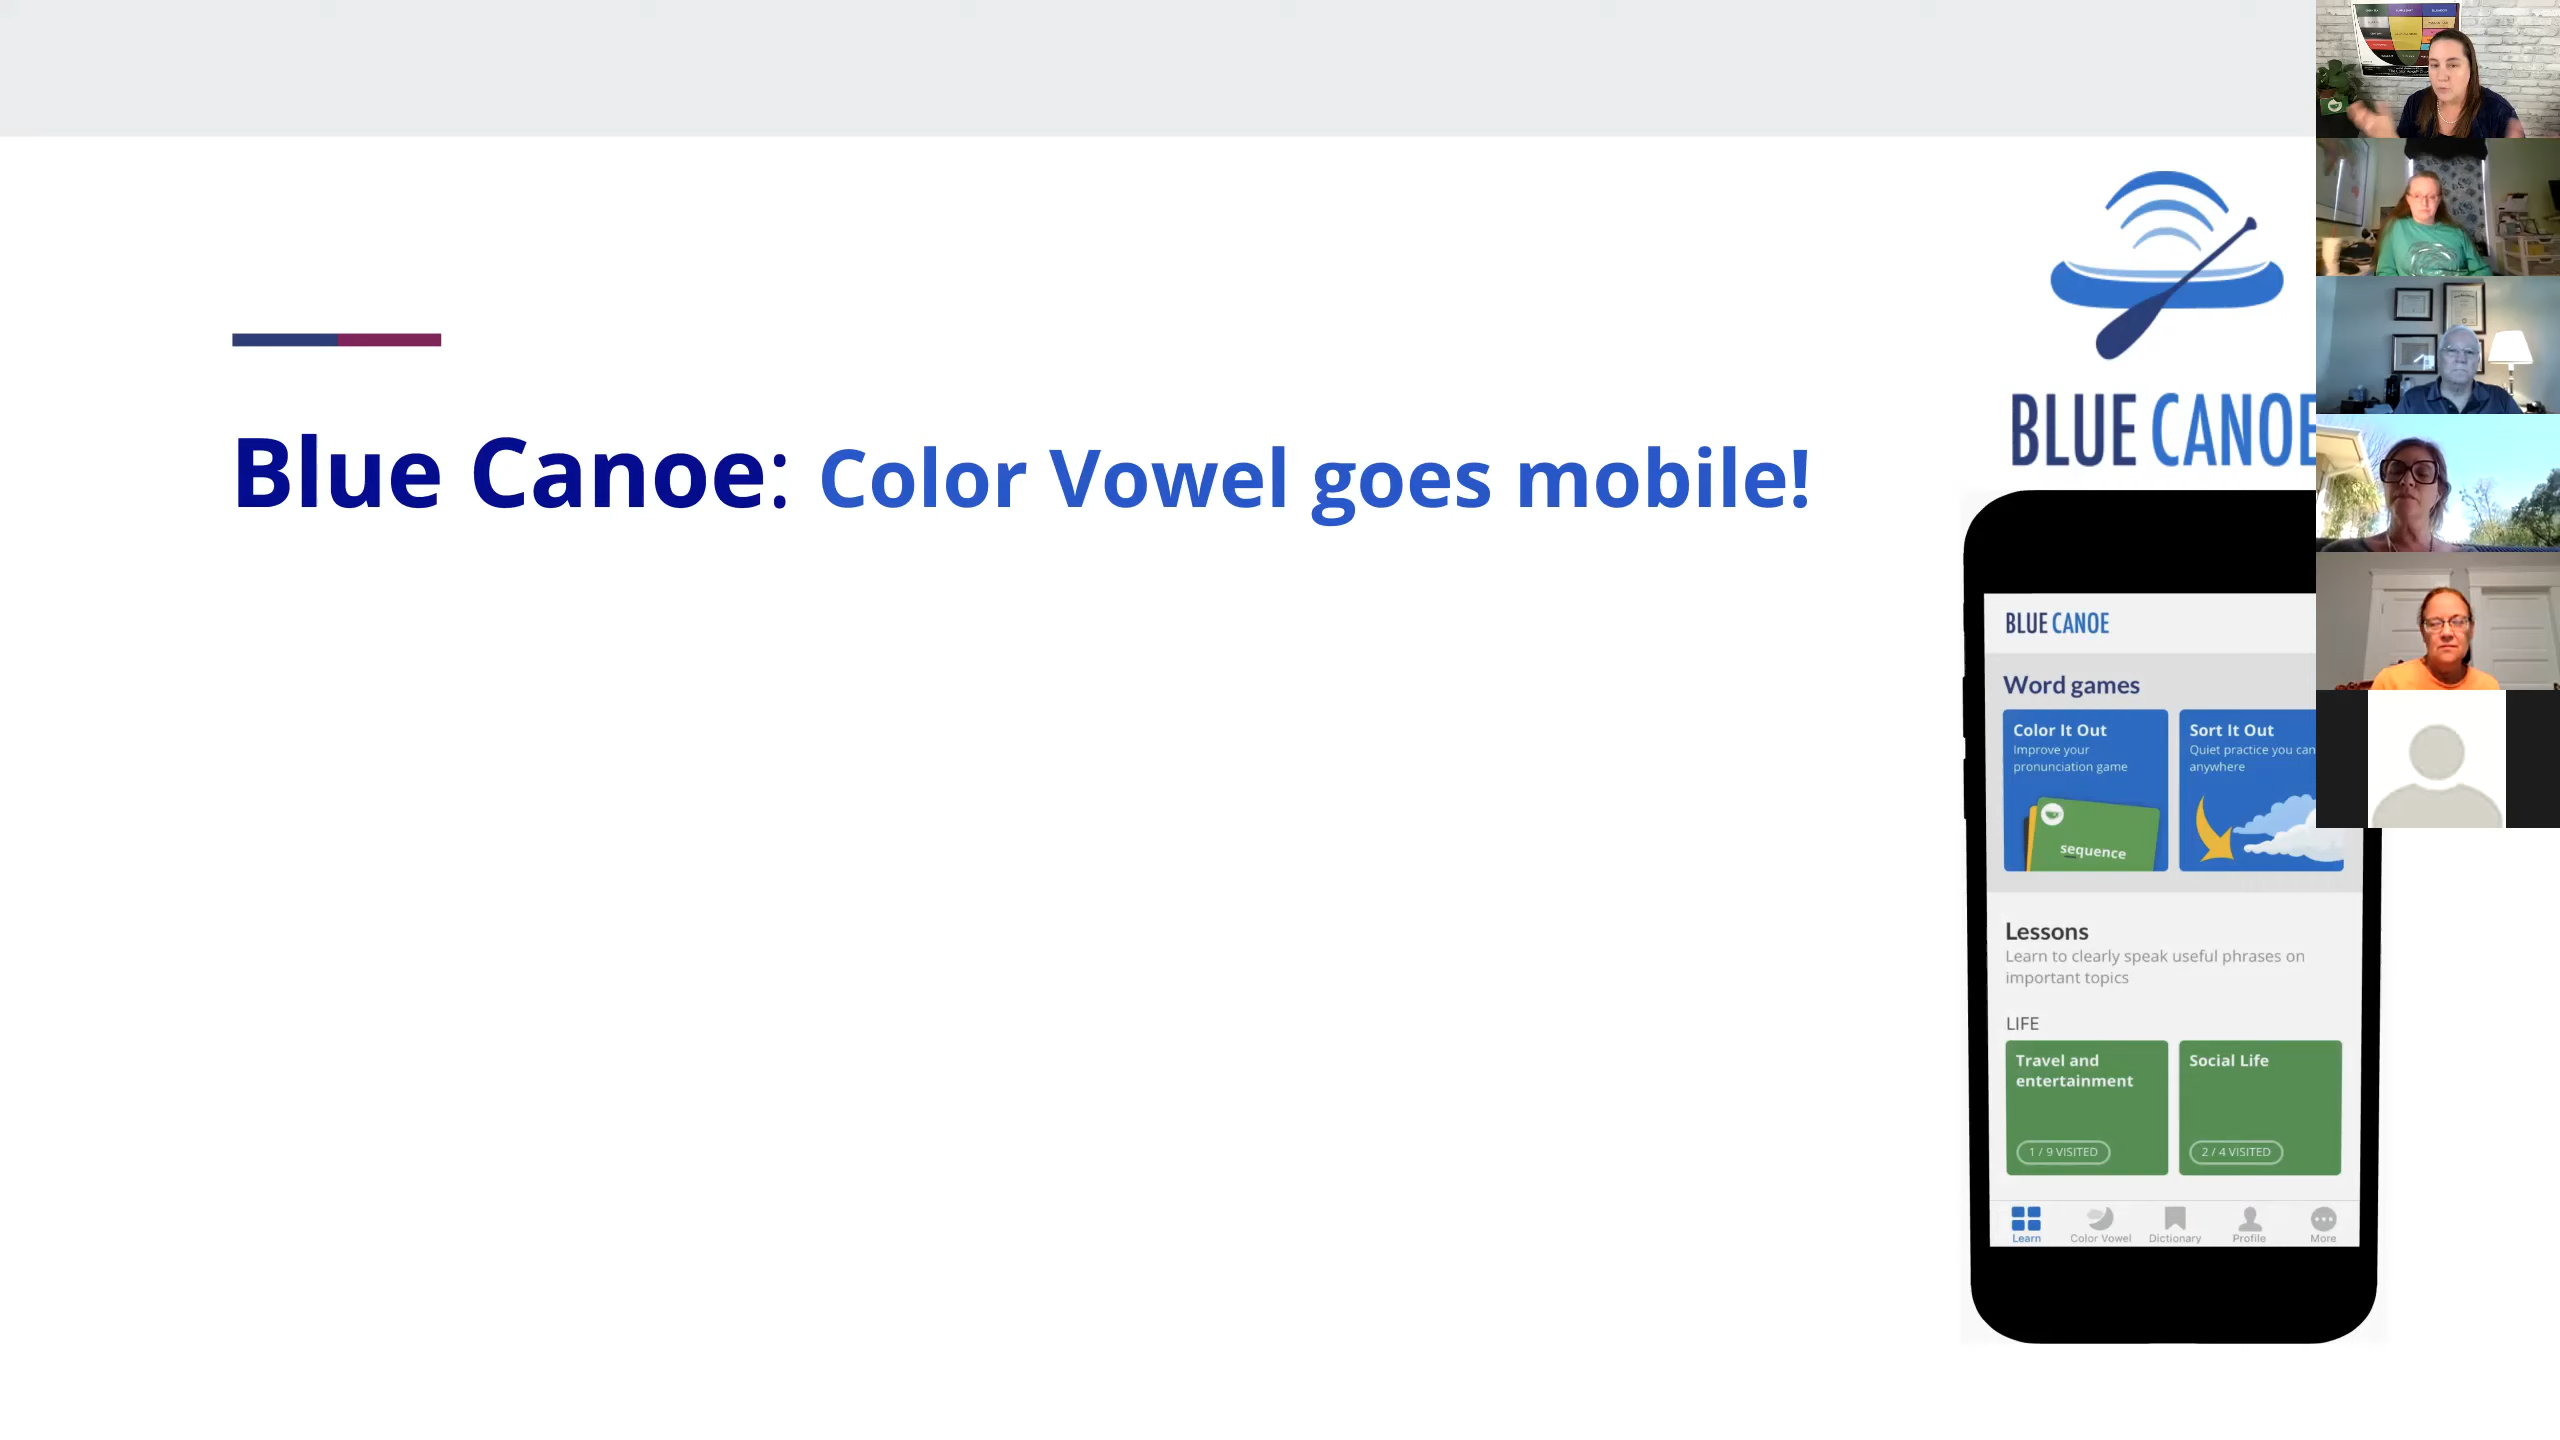 Blue Canoe: Color Vowel goes mobile!
BLUE CANOE
BLUE CANOE
Word games
Color It Out
Improve your
pronunciation game
sequence
Sort It Out
Quiet practice you can
anywhere
Lessons
Learn to clearly speak useful phrases on
important topics
LIFE
Travel and
entertainment
1 / 9 VISITED
Social Life
2 / 4 VISITED
Learn
Color Vowel
Dictionary
Profile
More